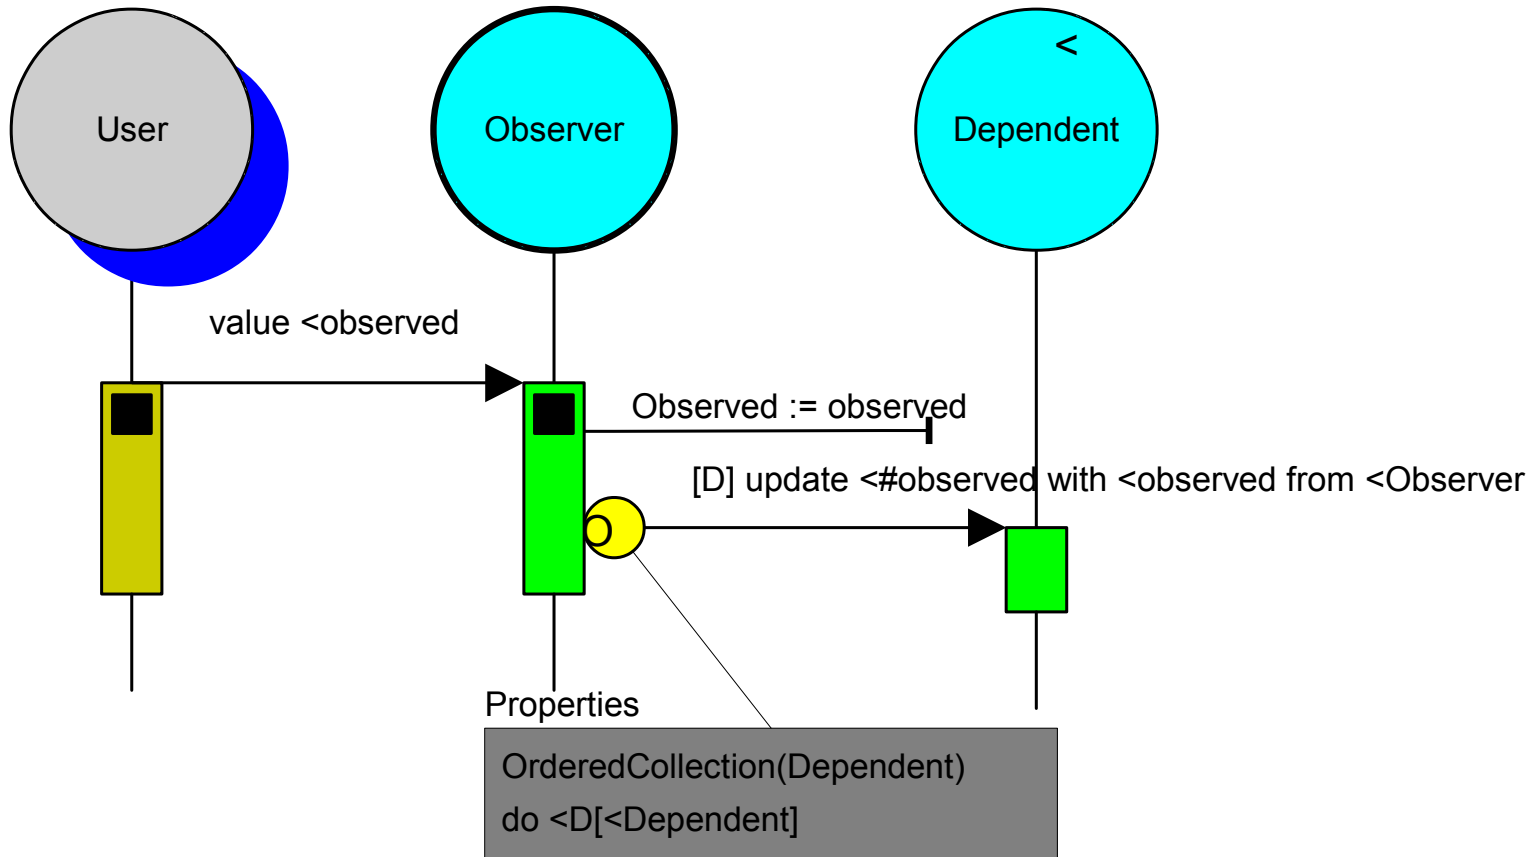 <
User
Observer
Dependent
value <observed
Observed := observed
[D] update <#observed with <observed from <Observer
O
Properties
OrderedCollection(Dependent)
do <D[<Dependent]